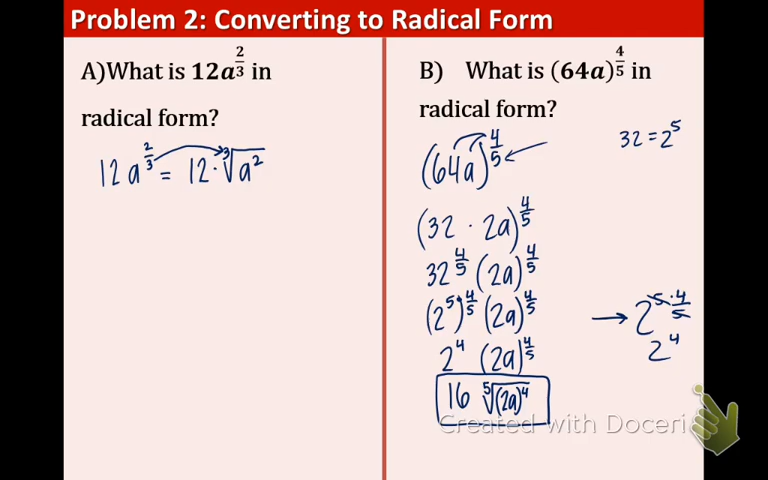 Problem 2: Converting to Radical Form
A)What is 12a^(2/3) in
radical form?
12a^(2/3) = 12 · ∛a²
B) What is (64a)^(4/5) in
radical form?
32 = 2⁵
(64a)^(4/5)
(32 · 2a)^(4/5)
32^(4/5) (2a)^(4/5)
(2⁵)^(4/5) (2a)^(4/5) → 2^(5·4/5)
2⁴ (2a)^(4/5) 2⁴
16 ⁵√(2a)⁴
Created with Doceri